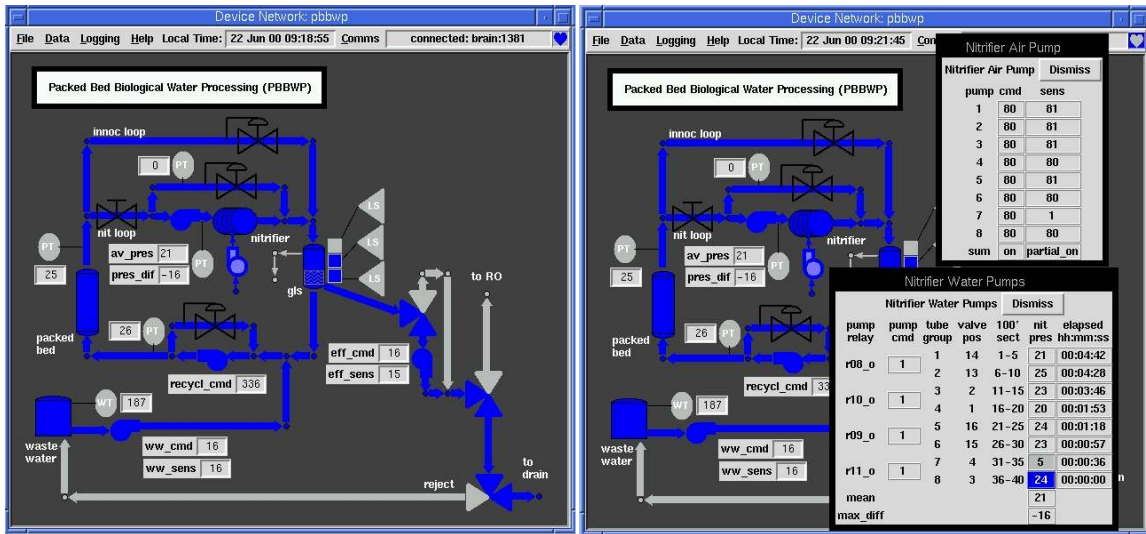 Device Network: pbbwp
File Data Logging Help Local Time: 22 Jun 00 09:18:55 Comms connected: brain:1381
Packed Bed Biological Water Processing (PBBWP)
innoc loop
0 PT
nit loop
nitrifier
LS
LS
LS
PT
25
av_pres 21
pres_dif -16
PT
gls
to RO
packed bed
26 PT
recycl_cmd 336
eff_cmd 16
eff_sens 15
WT 187
waste water
ww_cmd 16
ww_sens 16
reject
to drain
Device Network: pbbwp
File Data Logging Help Local Time: 22 Jun 00 09:21:45
Packed Bed Biological Water Processing (PBBWP)
innoc loop
0 PT
nit loop
nitrifier
PT
25
av_pres 21
pres_dif -16
PT
packed bed
26 PT
recycl_cmd
WT 187
waste water
ww_cmd 16
ww_sens 16
Nitrifier Air Pump
Nitrifier Air Pump Dismiss
pump cmd sens
1 80 81
2 80 81
3 80 81
4 80 80
5 80 81
6 80 80
7 80 1
8 80 80
sum on partial_on
Nitrifier Water Pumps
Nitrifier Water Pumps Dismiss
pump pump tube valve 100' nit elapsed
relay cmd group pos sect pres hh:mm:ss
r08_o 1
1 14 1-5 21 00:04:42
2 13 6-10 25 00:04:28
r10_o 1
3 2 11-15 23 00:03:46
4 1 16-20 20 00:01:53
r09_o 1
5 16 21-25 24 00:01:18
6 15 26-30 23 00:00:57
r11_o 1
7 4 31-35 5 00:00:36
8 3 36-40 24 00:00:00
mean 21
max_diff -16